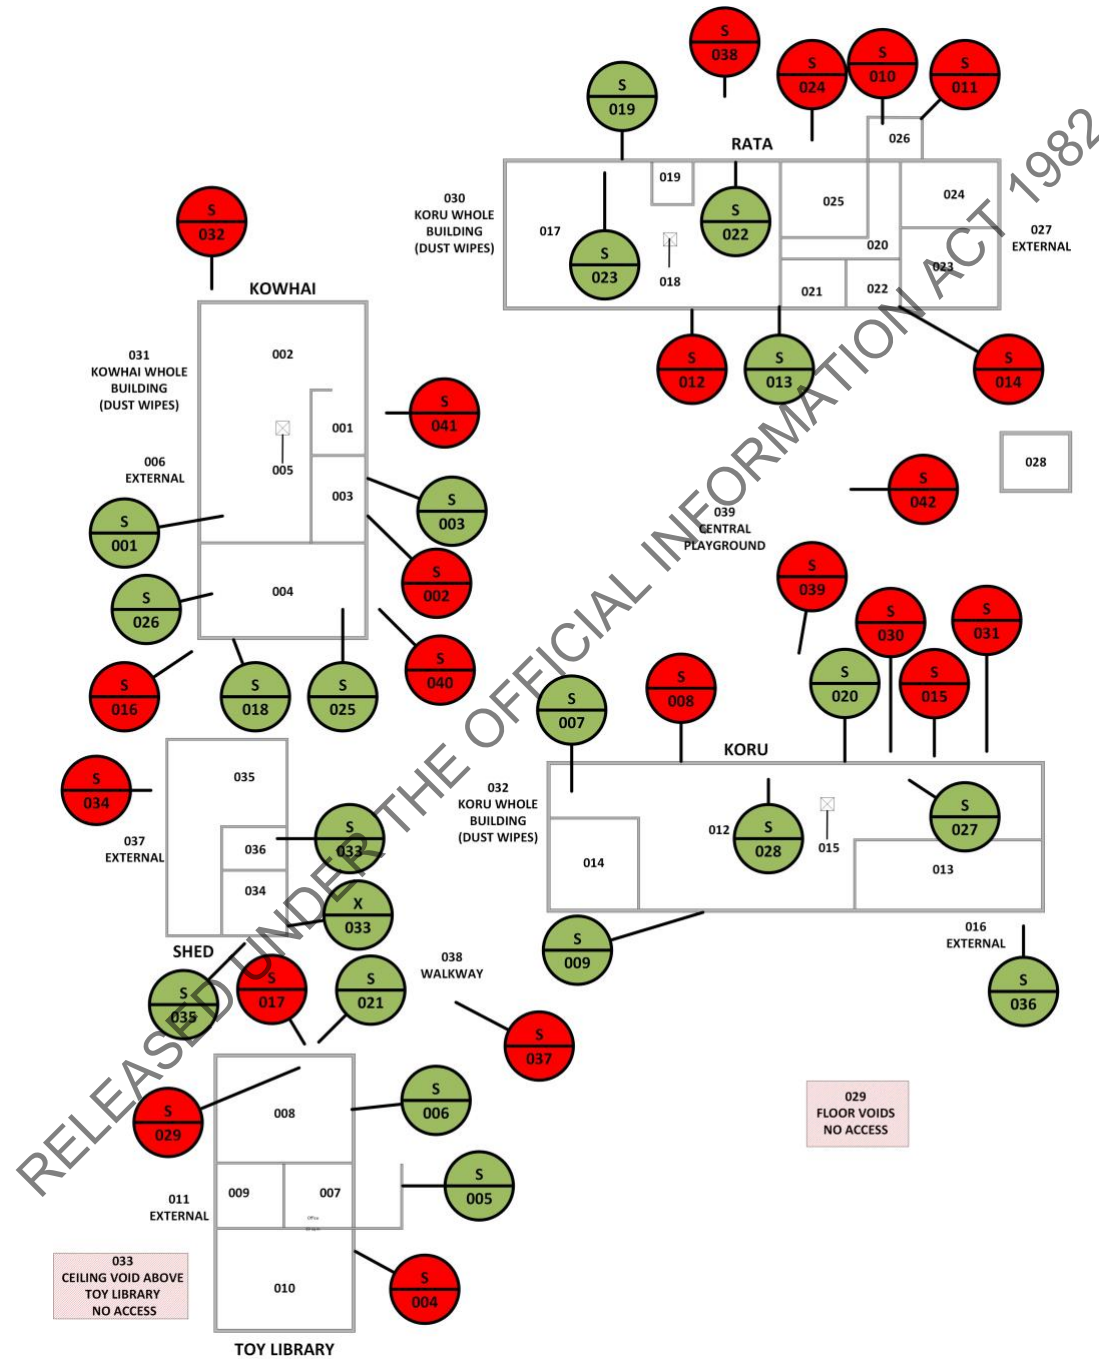 S
038
S
024
S
010
S
011
S
019
RATA
026
030
KORU WHOLE
BUILDING
(DUST WIPES)
017
019
S
022
025
024
027
EXTERNAL
S
023
018
020
023
021
022
S
012
S
013
S
014
S
032
KOWHAI
031
KOWHAI WHOLE
BUILDING
(DUST WIPES)
002
001
S
041
006
EXTERNAL
005
003
S
003
S
001
S
002
S
026
004
S
016
S
018
S
025
S
040
028
S
042
039
CENTRAL
PLAYGROUND
S
039
S
030
S
031
S
007
S
008
S
020
S
015
KORU
032
KORU WHOLE
BUILDING
(DUST WIPES)
012
S
028
015
S
027
014
013
S
009
016
EXTERNAL
S
036
S
034
035
037
EXTERNAL
036
S
033
034
X
033
SHED
S
035
S
017
S
021
038
WALKWAY
S
037
S
029
008
S
006
009
007
Office
S
005
011
EXTERNAL
010
S
004
TOY LIBRARY
033
CEILING VOID ABOVE
TOY LIBRARY
NO ACCESS
029
FLOOR VOIDS
NO ACCESS
RELEASED UNDER THE OFFICIAL INFORMATION ACT 1982